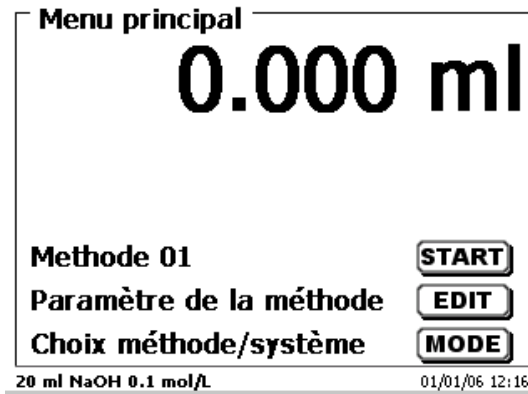 Menu principal
0.000 ml
Methode 01 START
Paramètre de la méthode EDIT
Choix méthode/système MODE
20 ml NaOH 0.1 mol/L 01/01/06 12:16